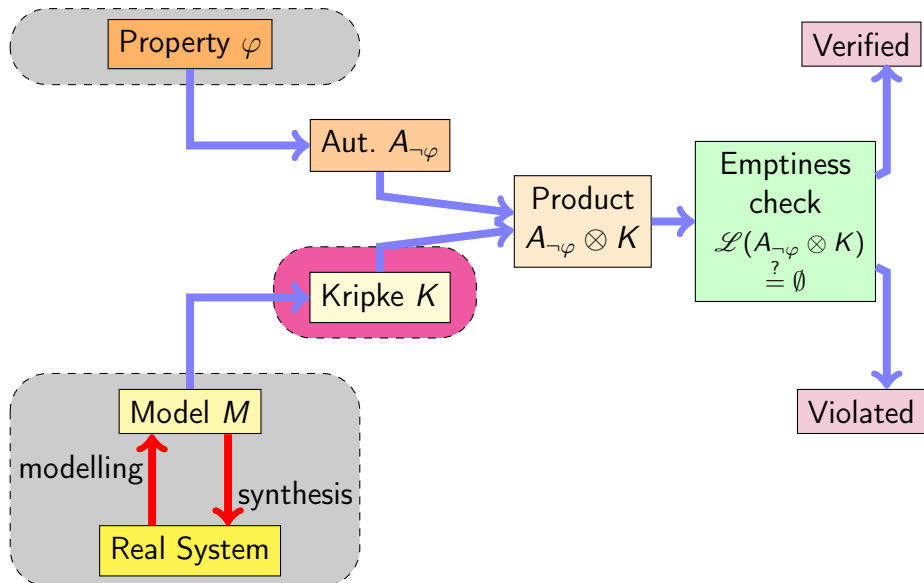 Property φ
Verified
Aut. A¬φ
Emptiness
check
ℒ(A¬φ ⊗ K)
?
= ∅
Product
A¬φ ⊗ K
Kripke K
Model M
Violated
modelling
synthesis
Real System